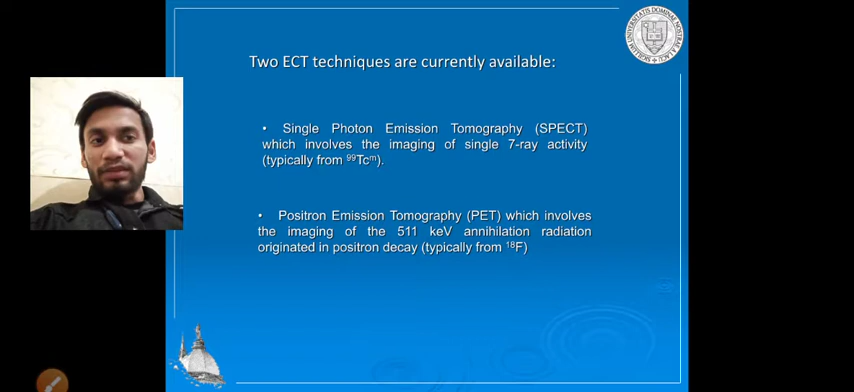 Two ECT techniques are currently available:
• Single Photon Emission Tomography (SPECT)
which involves the imaging of single 7-ray activity
(typically from ⁹⁹Tcᵐ).
• Positron Emission Tomography (PET) which involves
the imaging of the 511 keV annihilation radiation
originated in positron decay (typically from ¹⁸F)